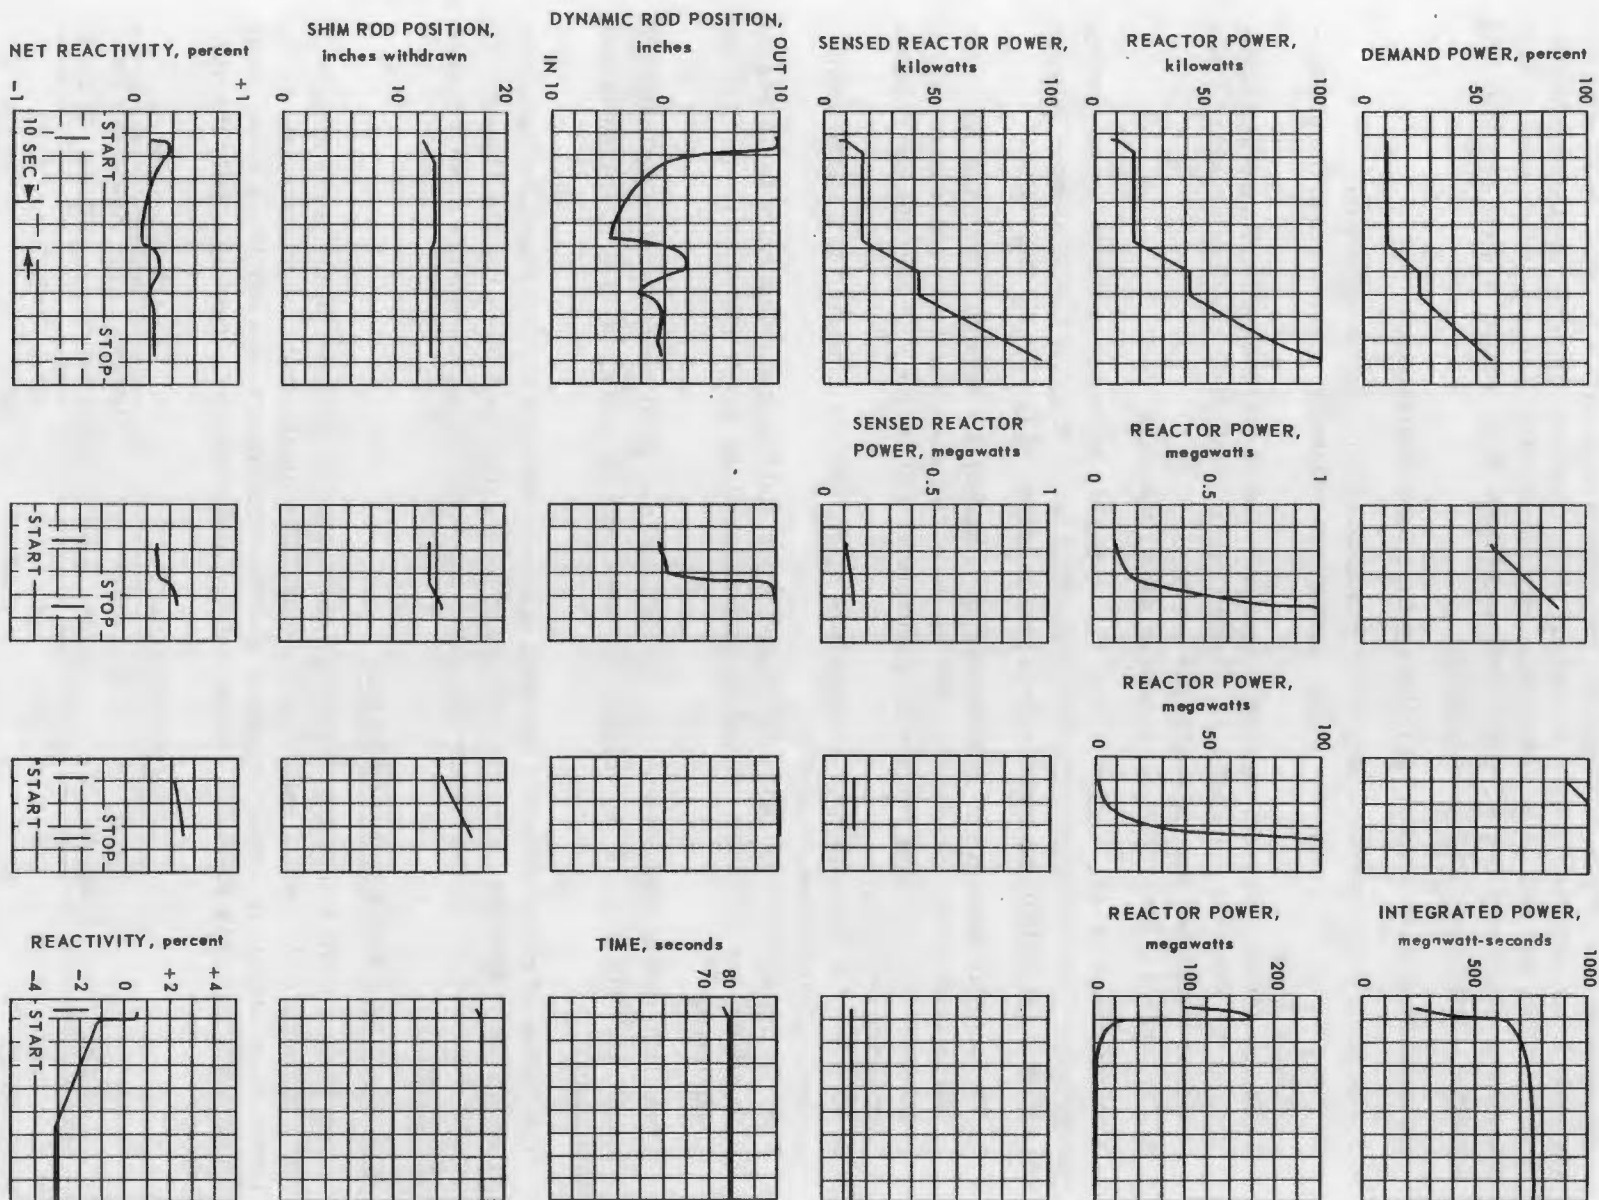 NET REACTIVITY, percent
-1
0
+1
START
10 SEC
STOP
SHIM ROD POSITION,
inches withdrawn
0
10
20
DYNAMIC ROD POSITION,
inches
IN 10
0
OUT 10
SENSED REACTOR POWER,
kilowatts
0
50
100
REACTOR POWER,
kilowatts
0
50
100
DEMAND POWER, percent
0
50
100
START
STOP
SENSED REACTOR
POWER, megawatts
0
0.5
1
REACTOR POWER,
megawatts
0
0.5
1
START
STOP
REACTOR POWER,
megawatts
0
50
100
REACTIVITY, percent
-4
-2
0
+2
+4
START
TIME, seconds
70
80
REACTOR POWER,
megawatts
0
100
200
INTEGRATED POWER,
megawatt-seconds
0
500
1000